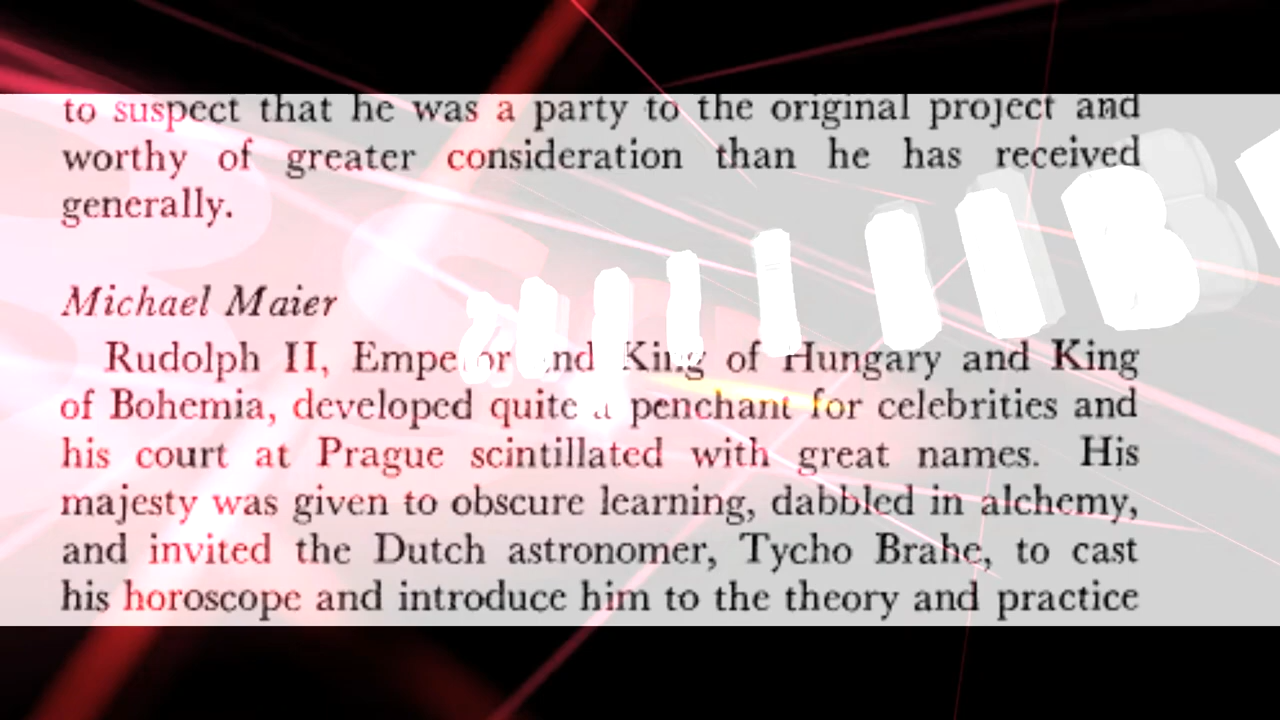 to suspect that he was a party to the original project and
worthy of greater consideration than he has received
generally.
Michael Maier
Rudolph II, Emperor and King of Hungary and King
of Bohemia, developed quite a penchant for celebrities and
his court at Prague scintillated with great names. His
majesty was given to obscure learning, dabbled in alchemy,
and invited the Dutch astronomer, Tycho Brahe, to cast
his horoscope and introduce him to the theory and practice